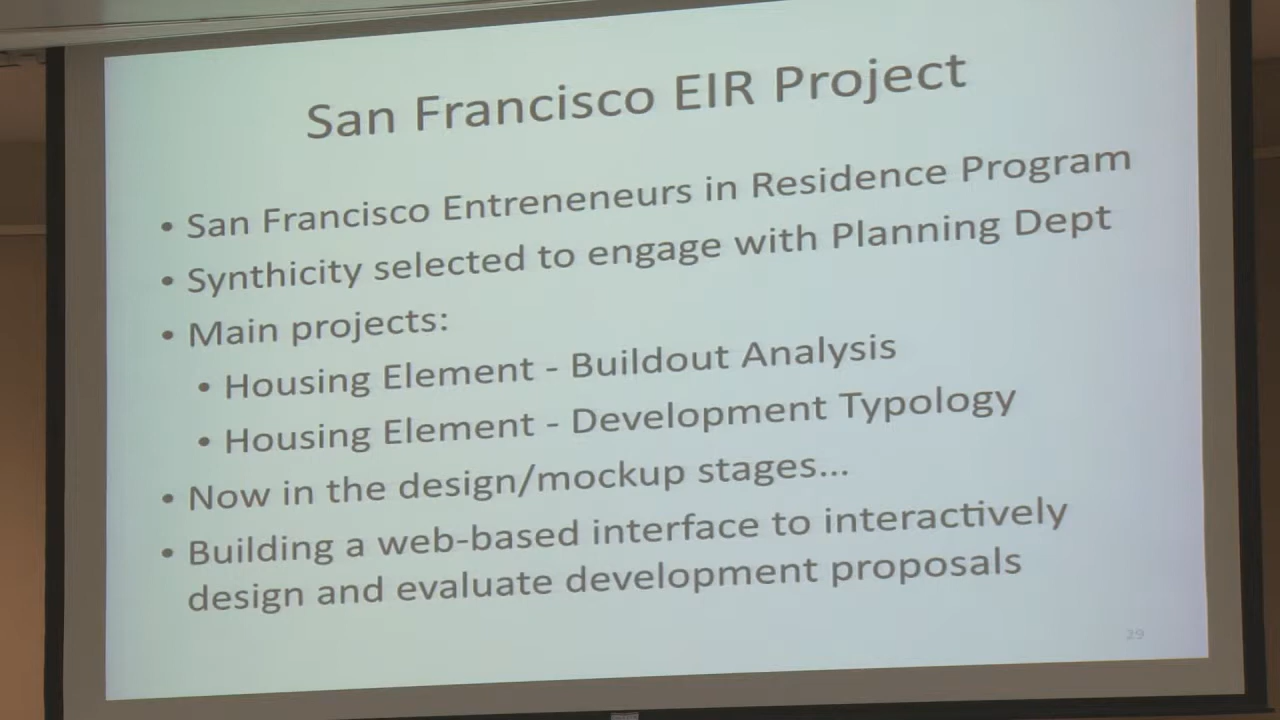 San Francisco EIR Project
• San Francisco Entreneneurs in Residence Program
• Synthicity selected to engage with Planning Dept
• Main projects:
• Housing Element - Buildout Analysis
• Housing Element - Development Typology
• Now in the design/mockup stages...
• Building a web-based interface to interactively
design and evaluate development proposals
29